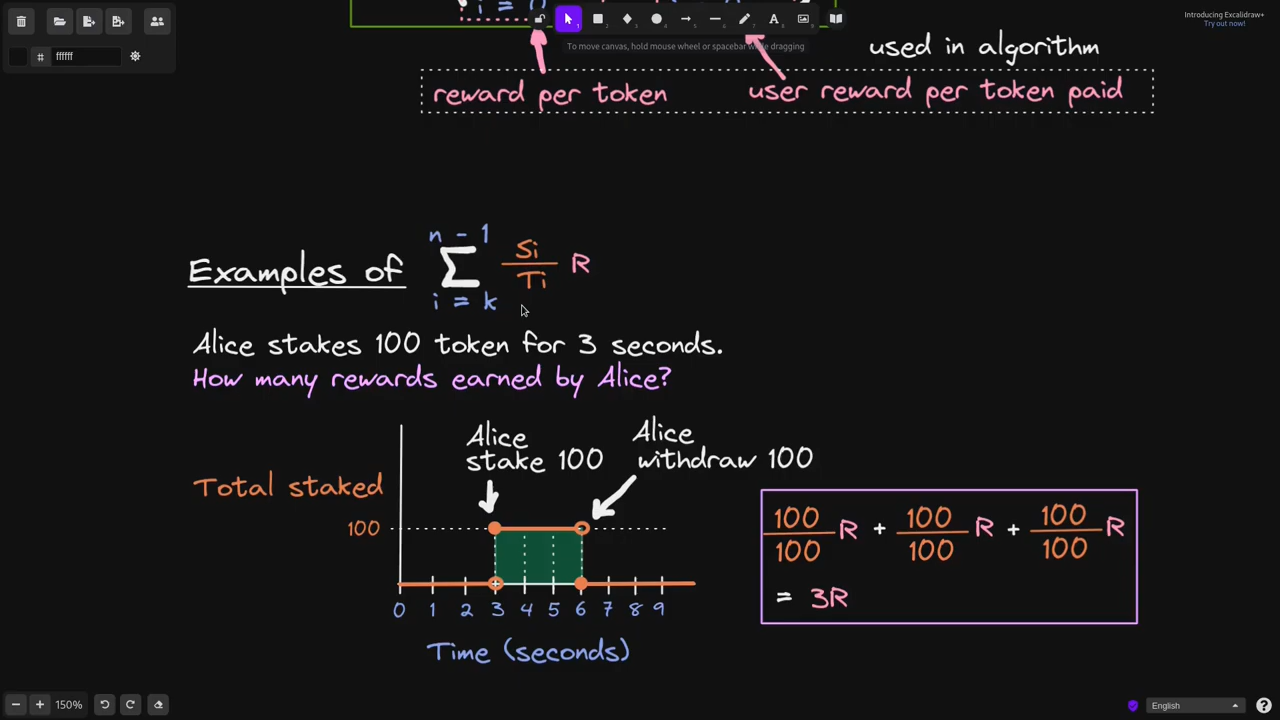 Introducing Excalidraw+
Try out now!
# ffffff
i = 0
To move canvas, hold mouse wheel or spacebar while dragging
used in algorithm
reward per token
user reward per token paid
Examples of
n - 1
Σ Si / Ti R
i = k
Alice stakes 100 token for 3 seconds.
How many rewards earned by Alice?
Alice
stake 100
Alice
withdraw 100
Total staked
100
0 1 2 3 4 5 6 7 8 9
Time (seconds)
100/100 R + 100/100 R + 100/100 R
= 3R
150%
English